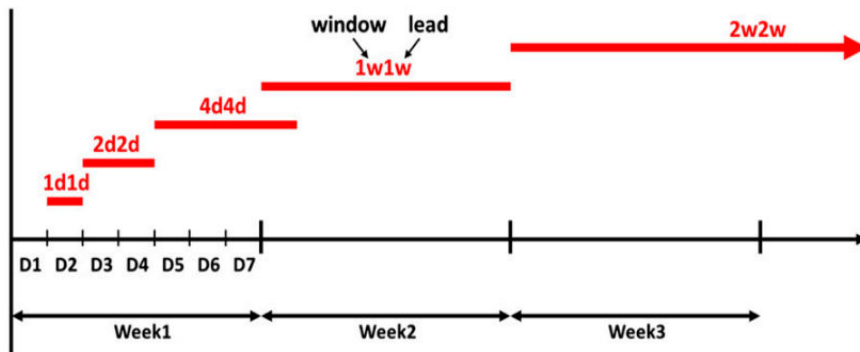 window lead
2w2w
1w1w
4d4d
2d2d
1d1d
D1 D2 D3 D4 D5 D6 D7
Week1 Week2 Week3